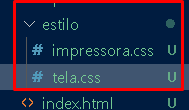 estilo
# impressora.css U
# tela.css U
<> index.html U